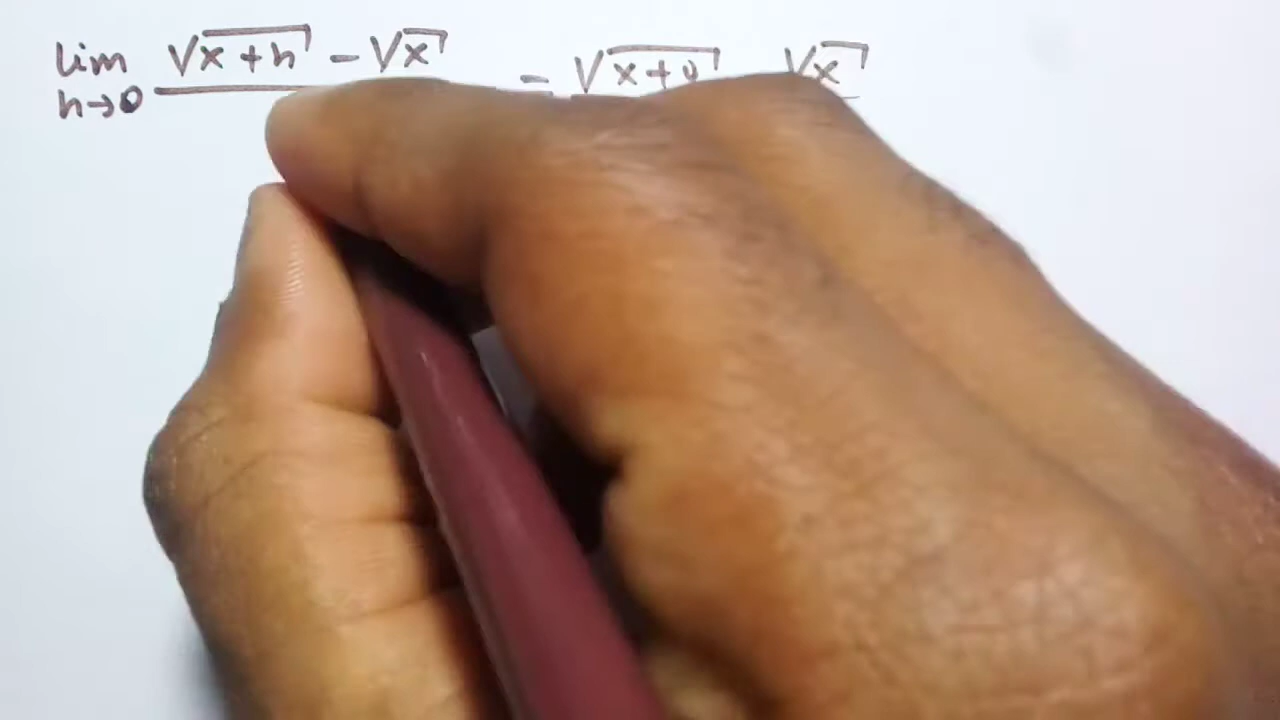 lim √x+h - √x = √x+0 √x
h→0